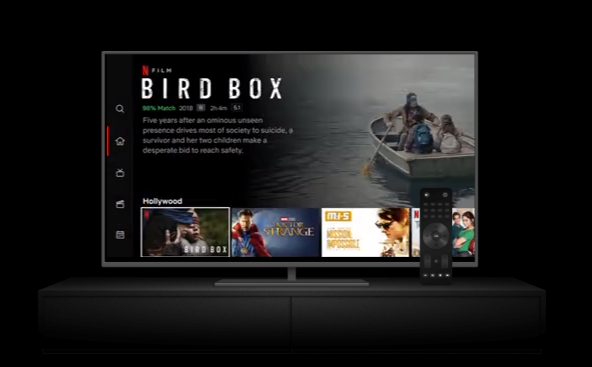 N FILM
BIRD BOX
98% Match 2018 2h 4m 5.1
Five years after an ominous unseen
presence drives most of society to suicide, a
survivor and her two children make a
desperate bid to reach safety.
Hollywood
N
BIRD BOX
MARVEL
DOCTOR
STRANGE
M:I-5
MISSION
IMPOSSIBLE
N